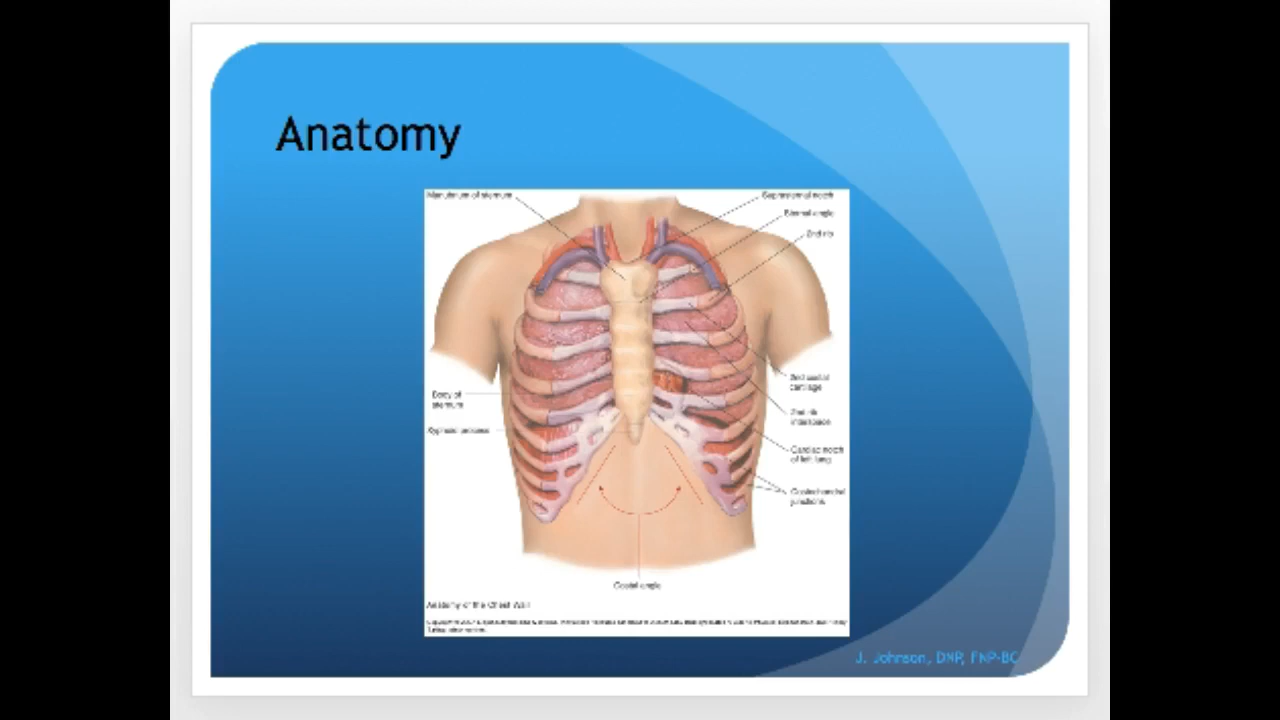 Anatomy
Manubrium of sternum
Suprasternal notch
Sternal angle
2nd rib
2nd costal
cartilage
Body of
sternum
2nd rib
interspace
Xyphoid process
Cardiac notch
of left lung
Costochondral
junctions
Costal angle
Anatomy of the Chest Wall
J. Johnson, DNP, FNP-BC